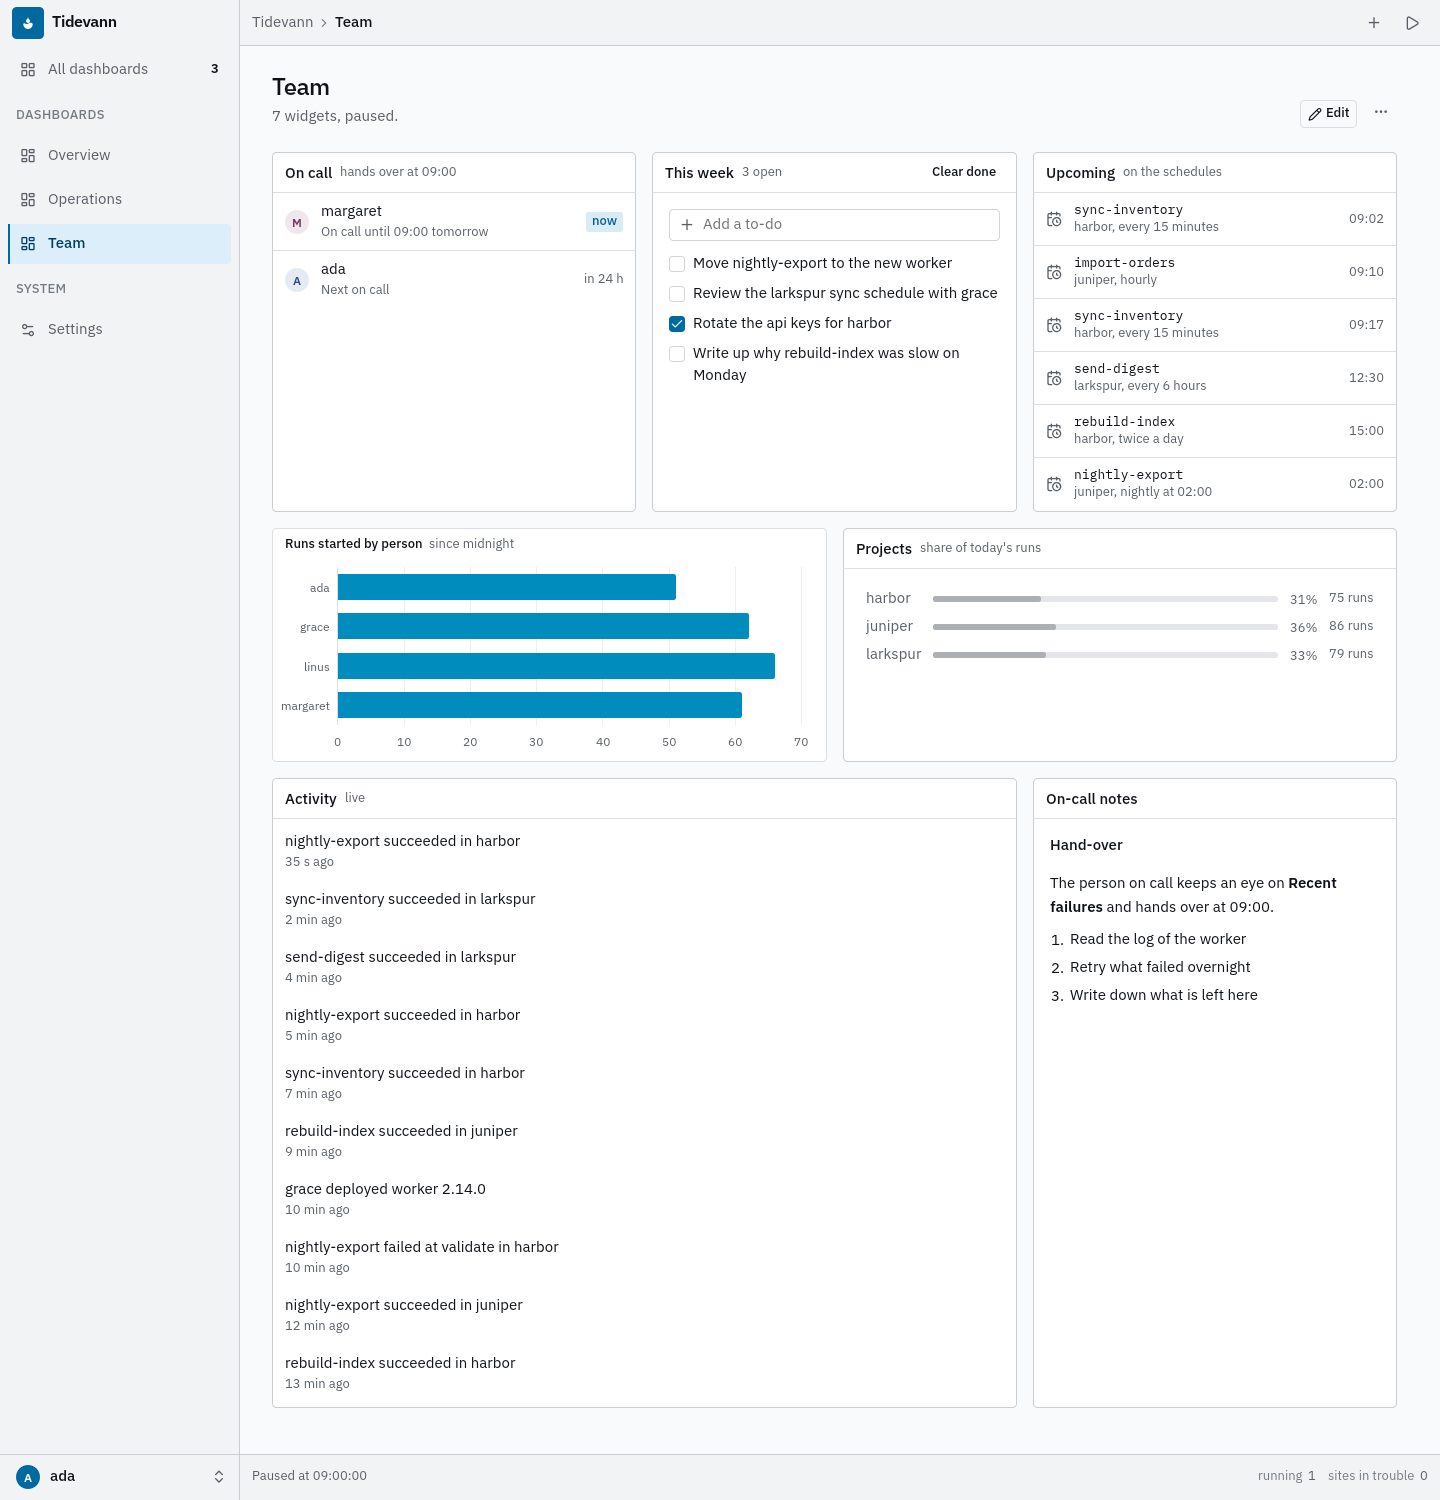 Tidevann
All dashboards 3
DASHBOARDS
Overview
Operations
Team
SYSTEM
Settings
A ada
Tidevann > Team
Team
7 widgets, paused.
Edit
On call hands over at 09:00
M margaret
On call until 09:00 tomorrow
now
A ada
Next on call
in 24 h
This week 3 open Clear done
Add a to-do
Move nightly-export to the new worker
Review the larkspur sync schedule with grace
Rotate the api keys for harbor
Write up why rebuild-index was slow on
Monday
Upcoming on the schedules
sync-inventory
harbor, every 15 minutes
09:02
import-orders
juniper, hourly
09:10
sync-inventory
harbor, every 15 minutes
09:17
send-digest
larkspur, every 6 hours
12:30
rebuild-index
harbor, twice a day
15:00
nightly-export
juniper, nightly at 02:00
02:00
Runs started by person since midnight
ada
grace
linus
margaret
0 10 20 30 40 50 60 70
Projects share of today's runs
harbor 31% 75 runs
juniper 36% 86 runs
larkspur 33% 79 runs
Activity live
nightly-export succeeded in harbor
35 s ago
sync-inventory succeeded in larkspur
2 min ago
send-digest succeeded in larkspur
4 min ago
nightly-export succeeded in harbor
5 min ago
sync-inventory succeeded in harbor
7 min ago
rebuild-index succeeded in juniper
9 min ago
grace deployed worker 2.14.0
10 min ago
nightly-export failed at validate in harbor
10 min ago
nightly-export succeeded in juniper
12 min ago
rebuild-index succeeded in harbor
13 min ago
On-call notes
Hand-over
The person on call keeps an eye on Recent
failures and hands over at 09:00.
1. Read the log of the worker
2. Retry what failed overnight
3. Write down what is left here
Paused at 09:00:00
running 1 sites in trouble 0